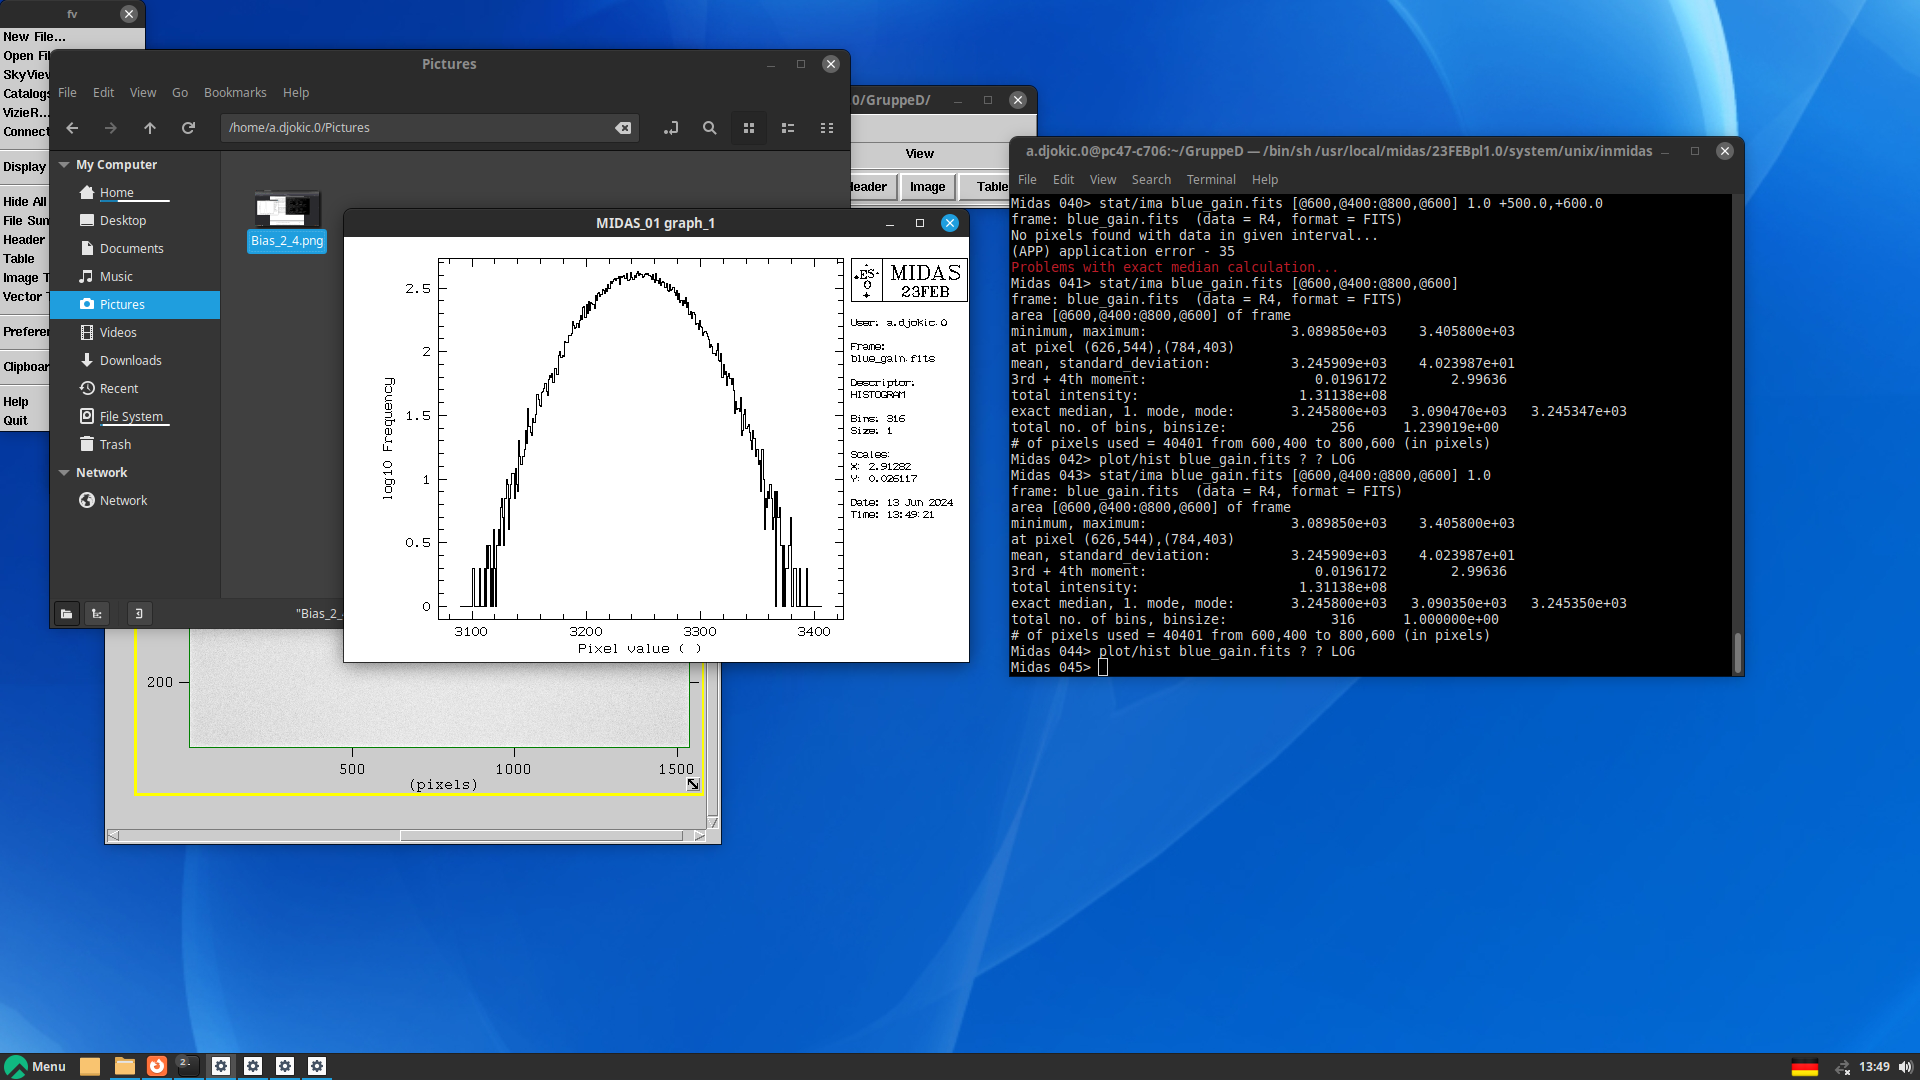 fv
New File...
Open Fil
SkyView
Catalogs
VizieR...
Connect
Display
Hide All
File Sum
Header
Table
Image T
Vector T
Preferen
Clipboar
Help
Quit
Pictures
File Edit View Go Bookmarks Help
/home/a.djokic.0/Pictures
My Computer
Home
Desktop
Documents
Music
Pictures
Videos
Downloads
Recent
File System
Trash
Network
Network
Bias_2_4.png
"Bias_2_
.0/GruppeD/
View
Header Image Table
MIDAS_01 graph_1
2.5
2
1.5
1
0.5
0
log10 Frequency
3100 3200 3300 3400
Pixel value ( )
ES
O
MIDAS
23FEB
User: a.djokic.0
Frame:
blue_gain.fits
Descriptor:
HISTOGRAM
Bins: 316
Size: 1
Scales:
X: 2.91282
Y: 0.026117
Date: 13 Jun 2024
Time: 13:49:21
200
500 1000 1500
(pixels)
a.djokic.0@pc47-c706:~/GruppeD — /bin/sh /usr/local/midas/23FEBpl1.0/system/unix/inmidas
File Edit View Search Terminal Help
Midas 040> stat/ima blue_gain.fits [@600,@400:@800,@600] 1.0 +500.0,+600.0
frame: blue_gain.fits (data = R4, format = FITS)
No pixels found with data in given interval...
(APP) application error - 35
Problems with exact median calculation...
Midas 041> stat/ima blue_gain.fits [@600,@400:@800,@600]
frame: blue_gain.fits (data = R4, format = FITS)
area [@600,@400:@800,@600] of frame
minimum, maximum: 3.089850e+03 3.405800e+03
at pixel (626,544),(784,403)
mean, standard_deviation: 3.245909e+03 4.023987e+01
3rd + 4th moment: 0.0196172 2.99636
total intensity: 1.31138e+08
exact median, 1. mode, mode: 3.245800e+03 3.090470e+03 3.245347e+03
total no. of bins, binsize: 256 1.239019e+00
# of pixels used = 40401 from 600,400 to 800,600 (in pixels)
Midas 042> plot/hist blue_gain.fits ? ? LOG
Midas 043> stat/ima blue_gain.fits [@600,@400:@800,@600] 1.0
frame: blue_gain.fits (data = R4, format = FITS)
area [@600,@400:@800,@600] of frame
minimum, maximum: 3.089850e+03 3.405800e+03
at pixel (626,544),(784,403)
mean, standard_deviation: 3.245909e+03 4.023987e+01
3rd + 4th moment: 0.0196172 2.99636
total intensity: 1.31138e+08
exact median, 1. mode, mode: 3.245800e+03 3.090350e+03 3.245350e+03
total no. of bins, binsize: 316 1.000000e+00
# of pixels used = 40401 from 600,400 to 800,600 (in pixels)
Midas 044> plot/hist blue_gain.fits ? ? LOG
Midas 045>
Menu
2
13:49